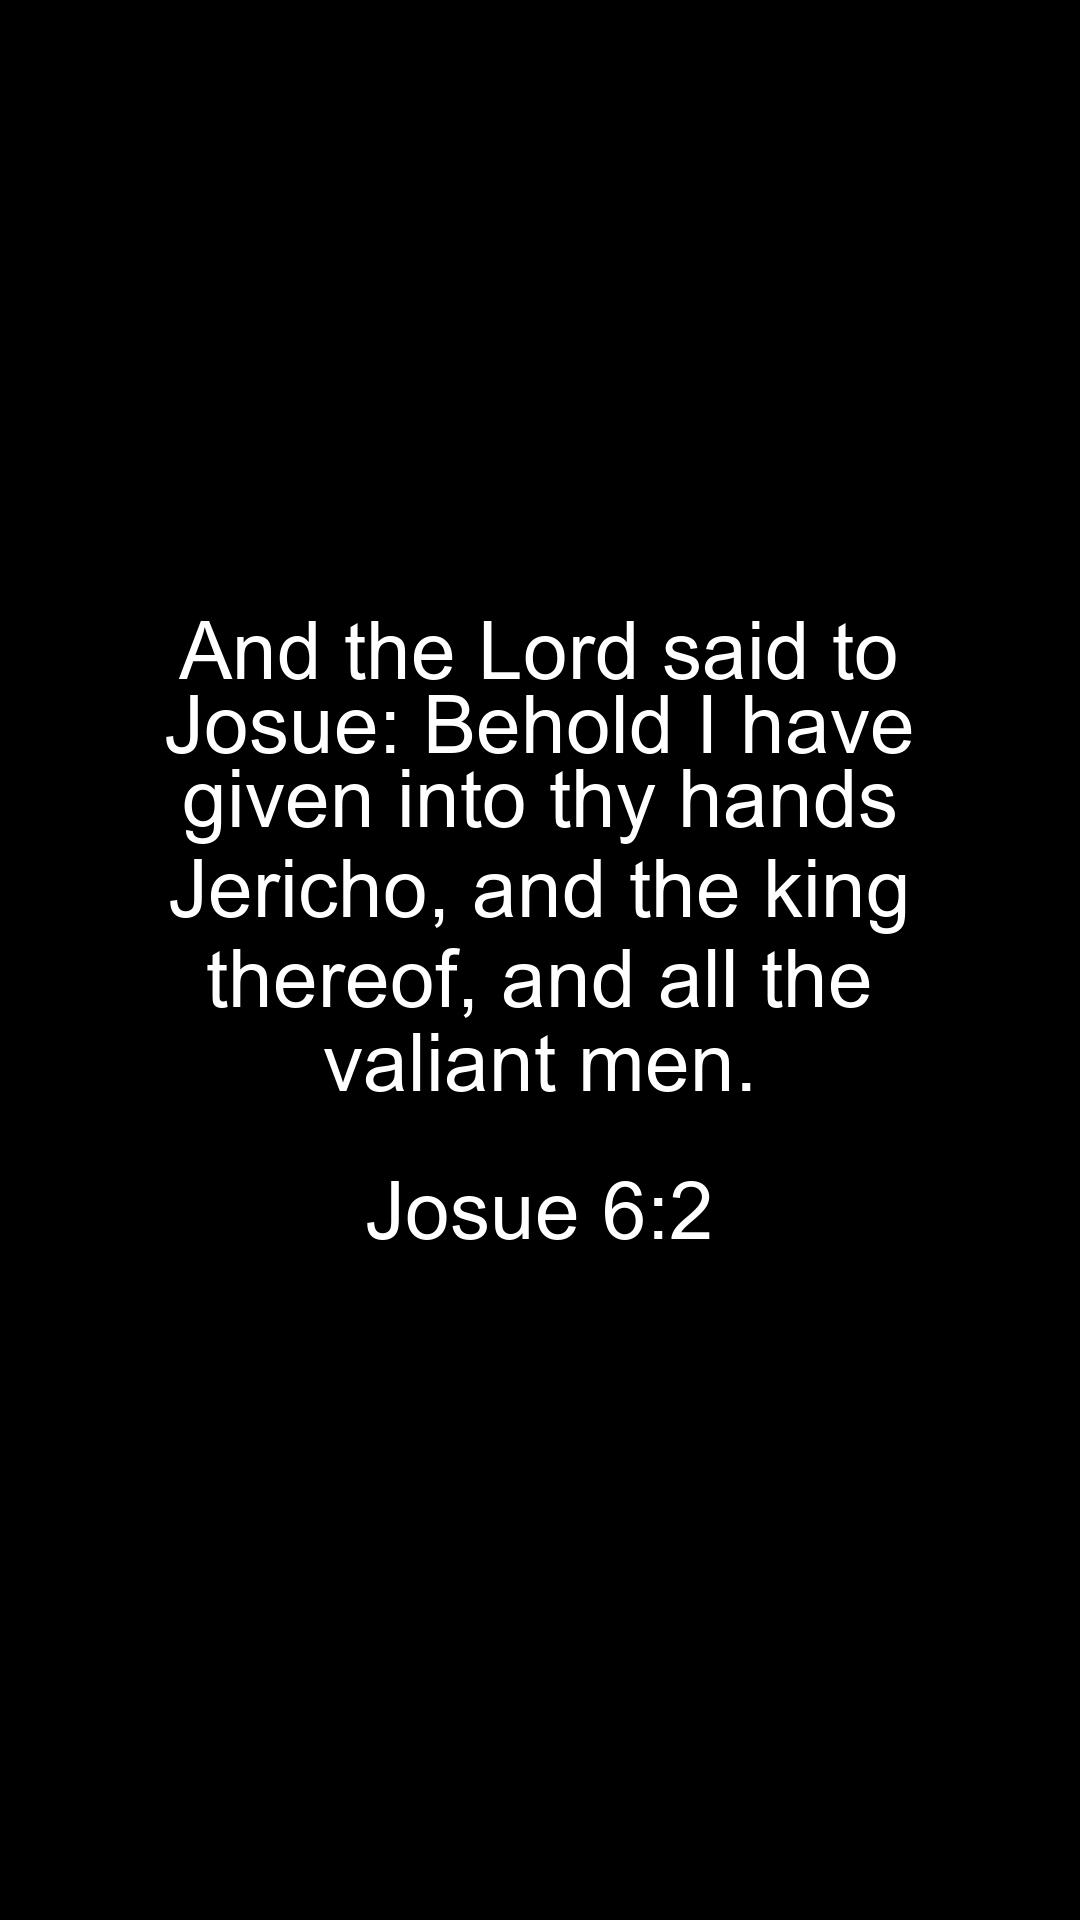 And the Lord said to
Josue: Behold I have
given into thy hands
Jericho, and the king
thereof, and all the
valiant men.
Josue 6:2